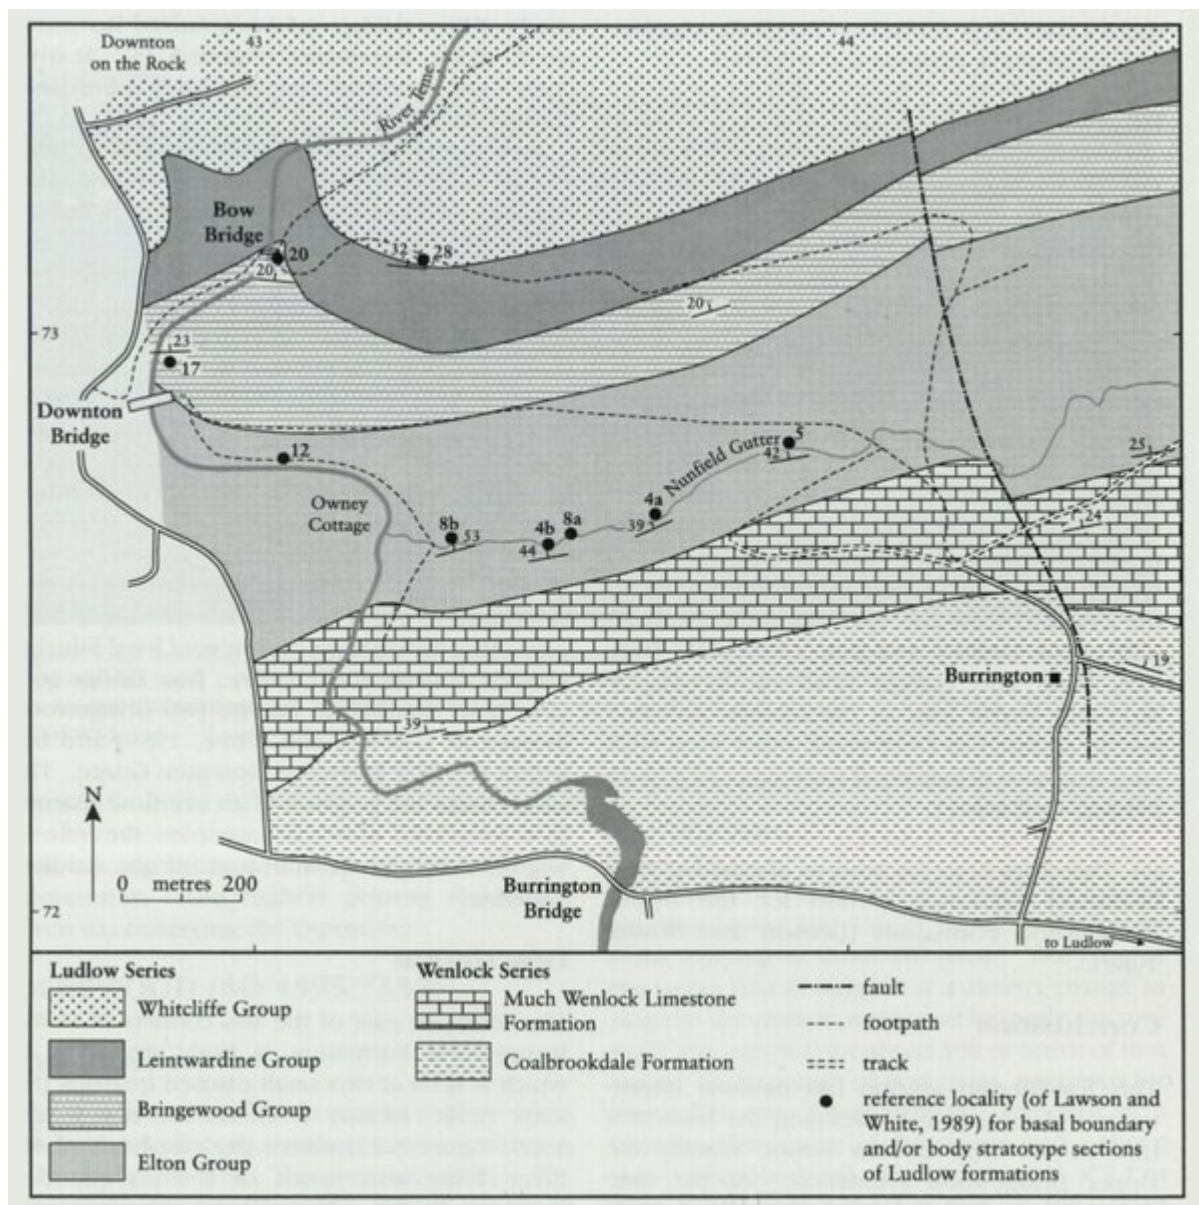 Downton
on the Rock
43
44
River Teme
Bow
Bridge
20
20
32
28
20
73
23
17
Downton
Bridge
12
Nunfield Gutter
5
42
25
Owney
Cottage
4a
39
8b
53
4b
8a
44
24
Burrington
19
39
N
0 metres 200
Burrington
Bridge
72
to Ludlow
Ludlow Series
Whitcliffe Group
Leintwardine Group
Bringewood Group
Elton Group
Wenlock Series
Much Wenlock Limestone
Formation
Coalbrookdale Formation
fault
footpath
track
reference locality (of Lawson and
White, 1989) for basal boundary
and/or body stratotype sections
of Ludlow formations